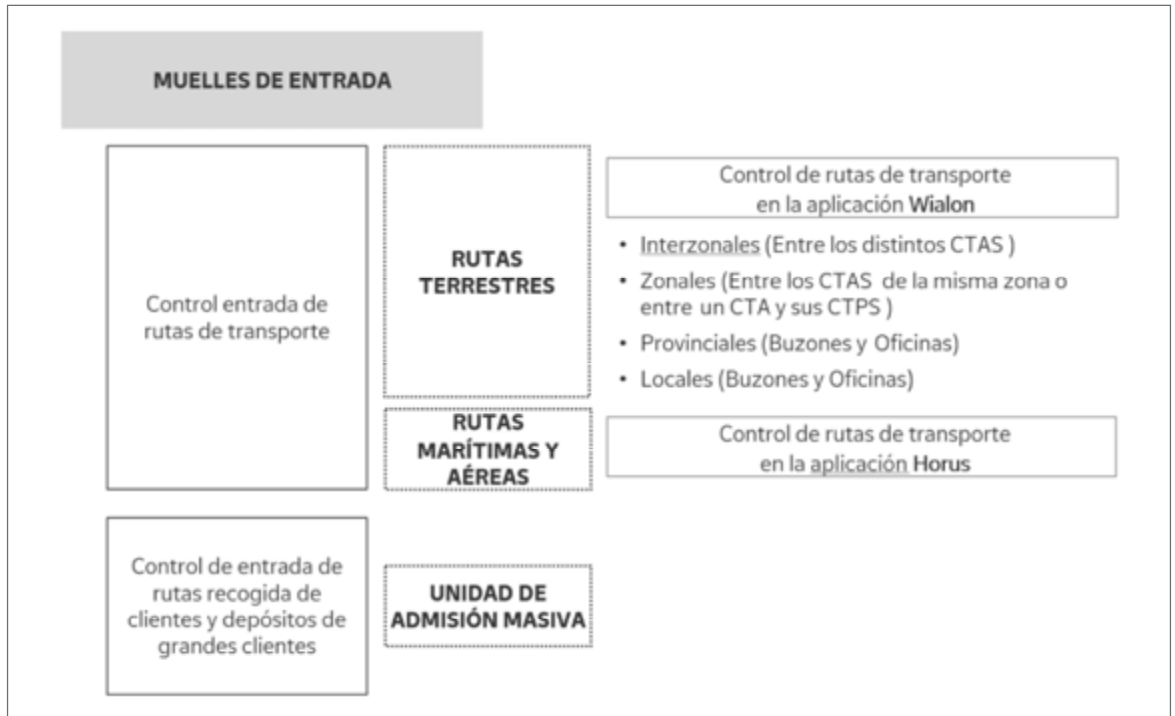 MUELLES DE ENTRADA
Control entrada de
rutas de transporte
RUTAS
TERRESTRES
Control de rutas de transporte
en la aplicación Wialon
• Interzonales (Entre los distintos CTAS )
• Zonales (Entre los CTAS de la misma zona o
entre un CTA y sus CTPS )
• Provinciales (Buzones y Oficinas)
• Locales (Buzones y Oficinas)
RUTAS
MARÍTIMAS Y
AÉREAS
Control de rutas de transporte
en la aplicación Horus
Control de entrada de
rutas recogida de
clientes y depósitos de
grandes clientes
UNIDAD DE
ADMISIÓN MASIVA